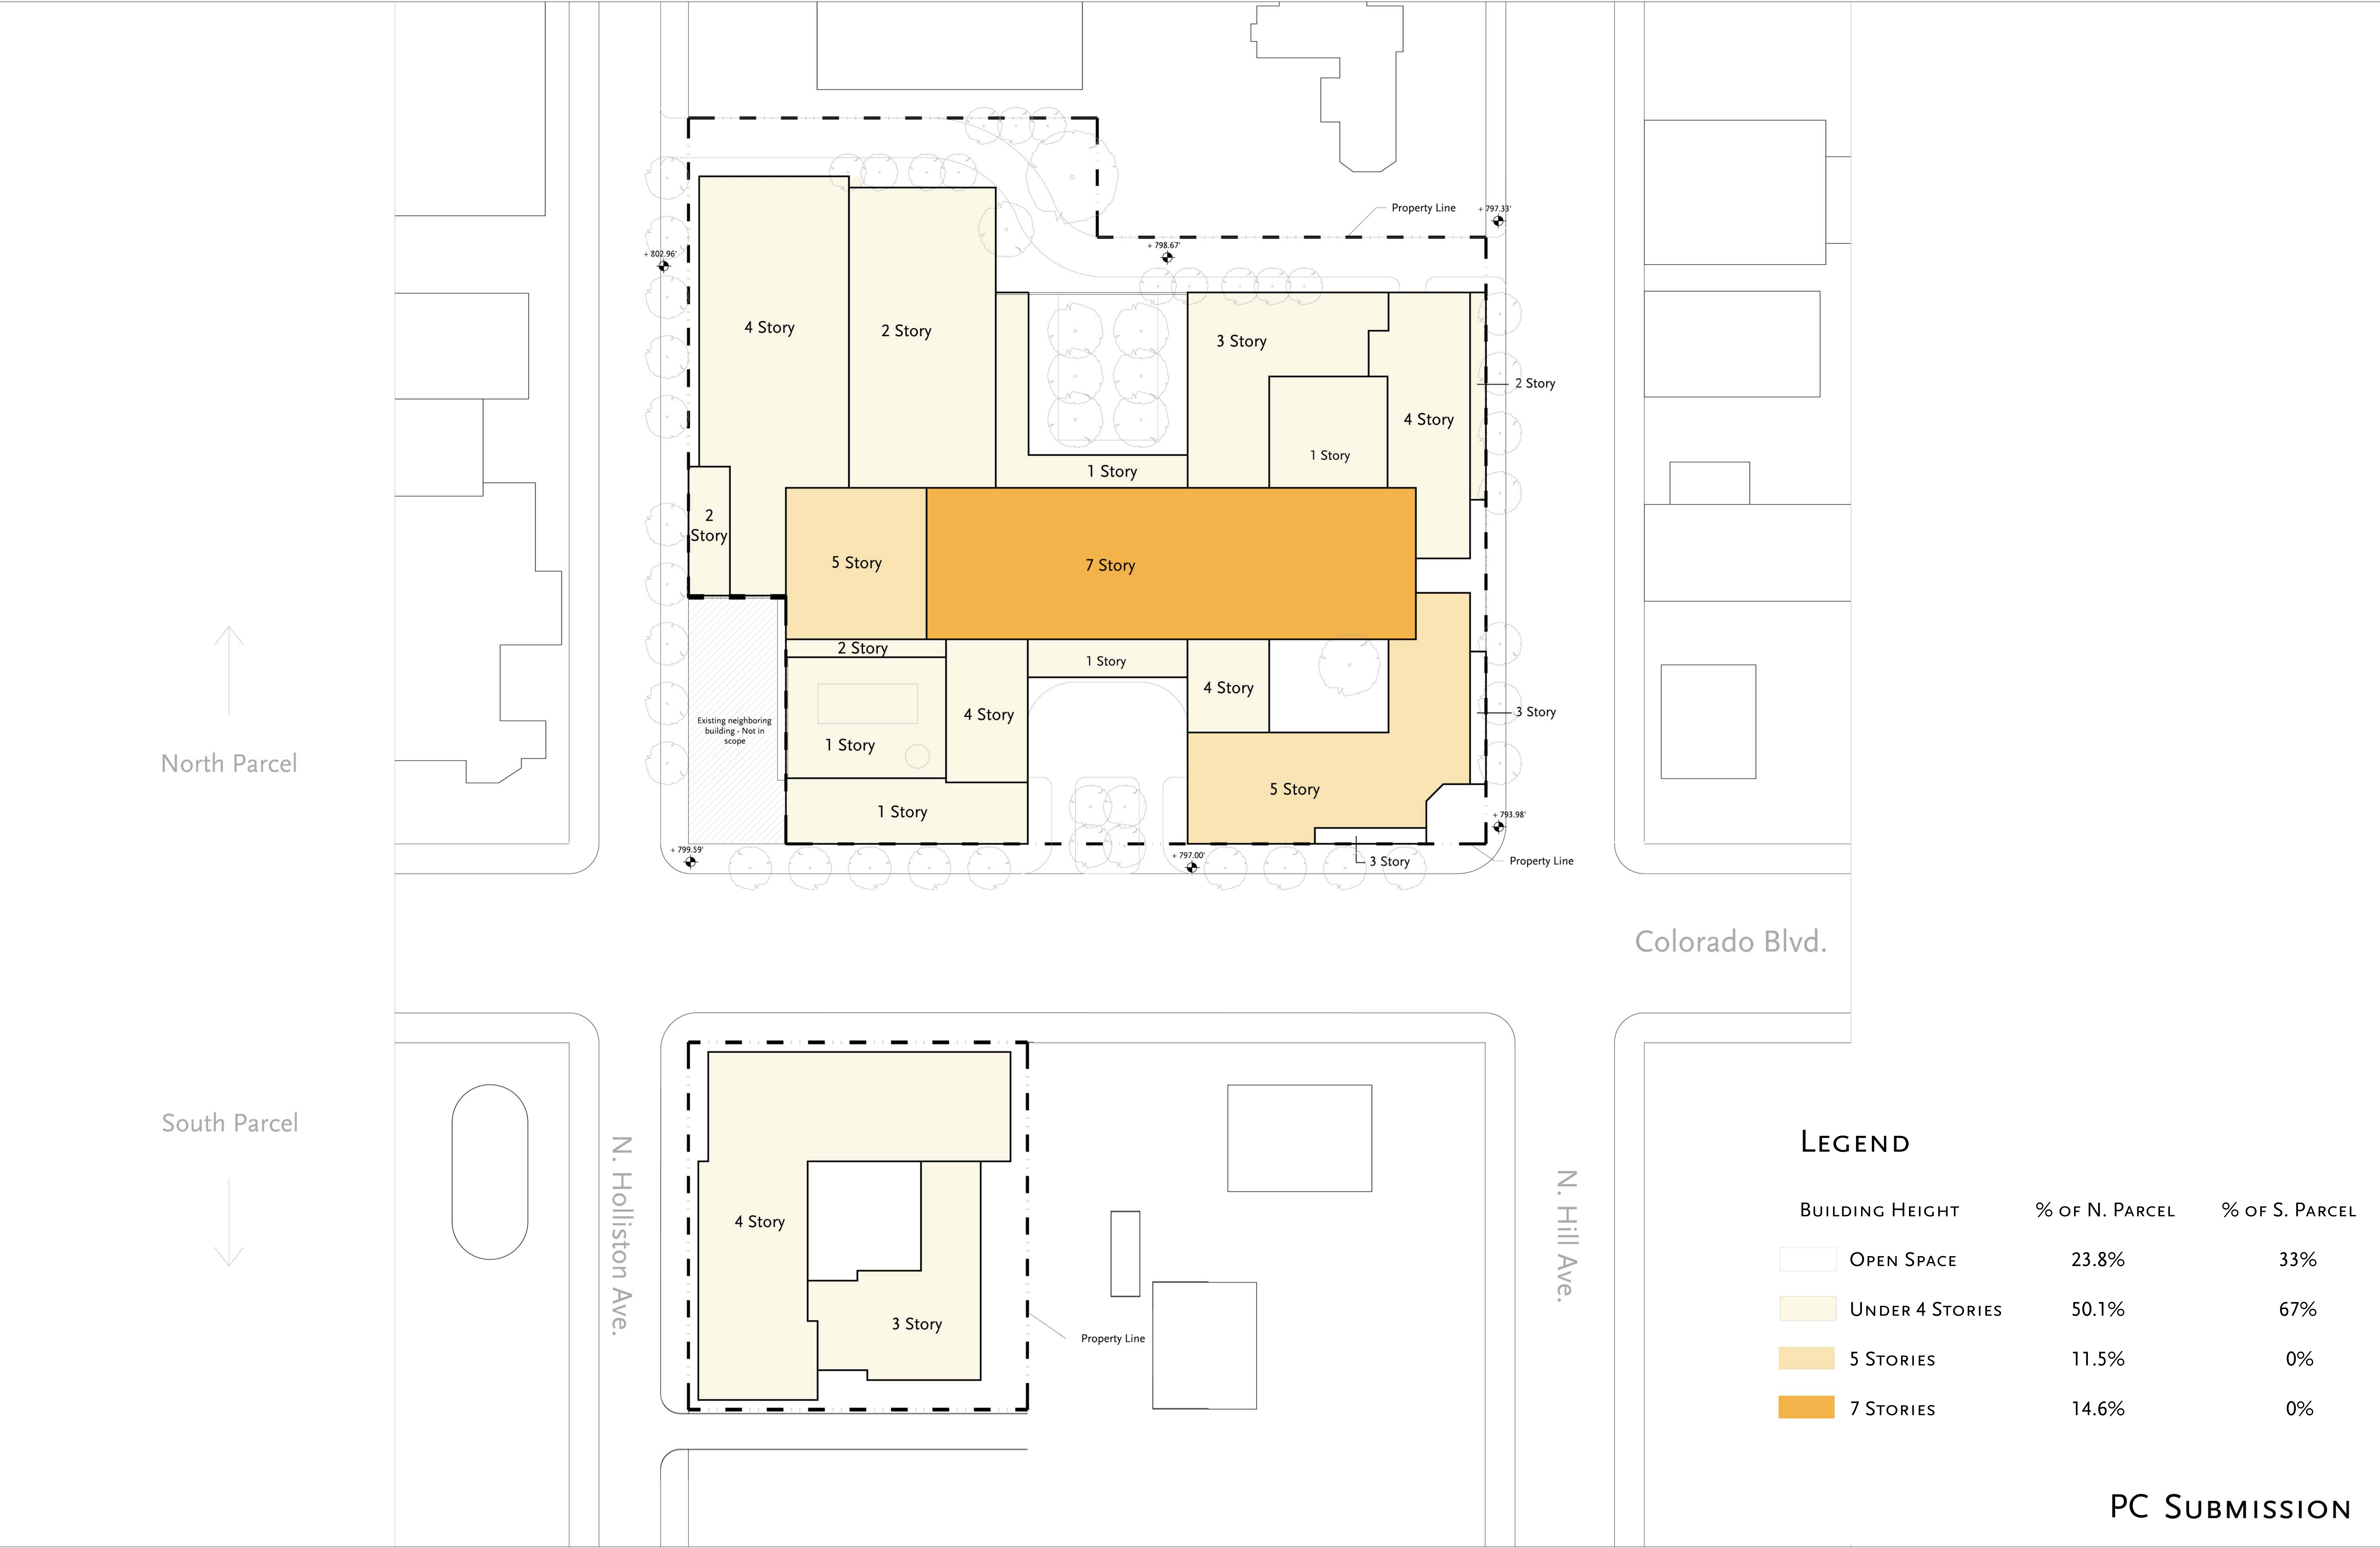 Property Line
+ 797.33'
+ 798.67'
+ 802.96'
4 Story
2 Story
3 Story
2 Story
4 Story
1 Story
1 Story
2
Story
5 Story
7 Story
2 Story
1 Story
4 Story
4 Story
3 Story
Existing neighboring
building - Not in
scope
1 Story
5 Story
1 Story
+ 793.98'
+ 799.59'
+ 797.00'
3 Story
Property Line
North Parcel
Colorado Blvd.
South Parcel
N. Holliston Ave.
N. Hill Ave.
4 Story
3 Story
Property Line
Legend
Building Height % of N. Parcel % of S. Parcel
Open Space 23.8% 33%
Under 4 Stories 50.1% 67%
5 Stories 11.5% 0%
7 Stories 14.6% 0%
PC Submission